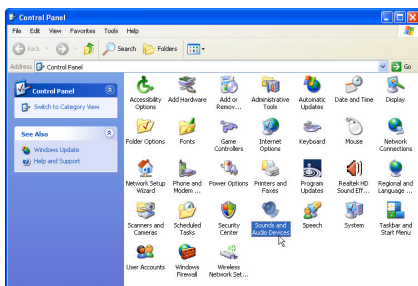 Control Panel
File Edit View Favorites Tools Help
Back Search Folders
Address Control Panel Go
Control Panel
Switch to Category View
See Also
Windows Update
Help and Support
Accessibility Options
Add Hardware
Add or Remov...
Administrative Tools
Automatic Updates
Date and Time
Display
Folder Options
Fonts
Game Controllers
Internet Options
Keyboard
Mouse
Network Connections
Network Setup Wizard
Phone and Modem ...
Power Options
Printers and Faxes
Program Updates
Realtek HD Sound Eff...
Regional and Language ...
Scanners and Cameras
Scheduled Tasks
Security Center
Sounds and Audio Devices
Speech
System
Taskbar and Start Menu
User Accounts
Windows Firewall
Wireless Network Set...